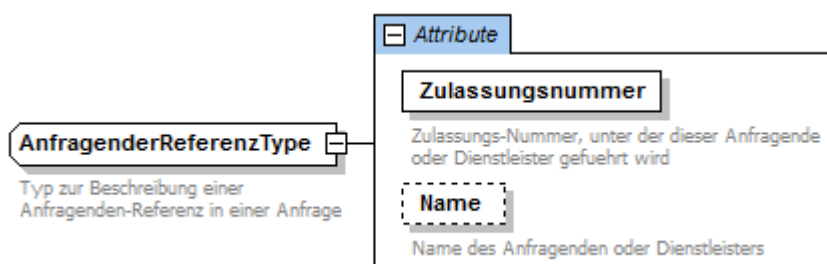 Attribute
Zulassungsnummer
Zulassungs-Nummer, unter der dieser Anfragende
oder Dienstleister gefuehrt wird
AnfragenderReferenzType
Typ zur Beschreibung einer
Anfragenden-Referenz in einer Anfrage
Name
Name des Anfragenden oder Dienstleisters